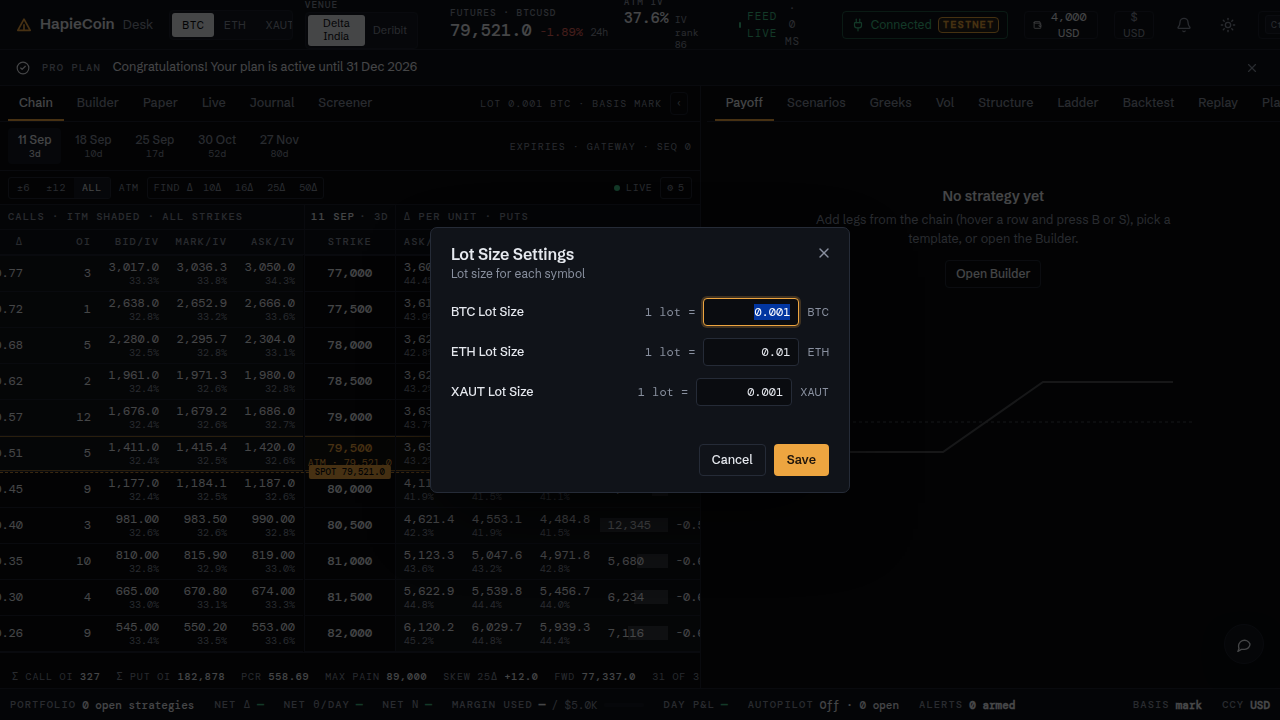 HapieCoin Desk
BTC ETH XAUT
VENUE
Delta India
Deribit
FUTURES · BTCUSD
79,521.0 -1.89% 24h
ATM IV
37.6% IV rank 86
FEED LIVE
0 MS
Connected TESTNET
4,000 USD
$ USD
PRO PLAN Congratulations! Your plan is active until 31 Dec 2026
Chain Builder Paper Live Journal Screener
LOT 0.001 BTC · BASIS MARK
Payoff Scenarios Greeks Vol Structure Ladder Backtest Replay
11 Sep 18 Sep 25 Sep 30 Oct 27 Nov
3d 10d 17d 52d 80d
EXPIRIES · GATEWAY · SEQ 0
±6 ±12 ALL ATM FIND Δ 10Δ 16Δ 25Δ 50Δ
LIVE 5
CALLS · ITM SHADED · ALL STRIKES 11 SEP · 3D Δ PER UNIT · PUTS
Δ OI BID/IV MARK/IV ASK/IV STRIKE
.77 3 3,017.0 3,036.3 3,050.0 77,000
33.3% 33.8% 34.3%
.72 1 2,638.0 2,652.9 2,666.0 77,500
32.8% 33.2% 33.6%
.68 5 2,280.0 2,295.7 2,304.0 78,000
32.5% 32.8% 33.1%
.62 2 1,961.0 1,971.3 1,980.0 78,500
32.4% 32.6% 32.8%
.57 12 1,676.0 1,679.2 1,686.0 79,000
32.4% 32.6% 32.7%
.51 5 1,411.0 1,415.4 1,420.0 79,500
32.4% 32.5% 32.6%
ATM · 79,521.0
SPOT 79,521.0
.45 9 1,177.0 1,184.1 1,187.0 80,000
32.4% 32.5% 32.6% 41.9% 41.5% 41.1%
.40 3 981.00 983.50 990.00 80,500 4,621.4 4,553.1 4,484.8 12,345
32.6% 32.6% 32.8% 42.3% 41.9% 41.5%
.35 10 810.00 815.90 819.00 81,000 5,123.3 5,047.6 4,971.8 5,680
32.8% 32.9% 33.0% 43.6% 43.2% 42.8%
.30 4 665.00 670.80 674.00 81,500 5,622.9 5,539.8 5,456.7 6,234
33.0% 33.1% 33.3% 44.8% 44.4% 44.0%
.26 9 545.00 550.20 553.00 82,000 6,120.2 6,029.7 5,939.3 7,116
33.4% 33.5% 33.6% 45.2% 44.8% 44.4%
Σ CALL OI 327 Σ PUT OI 182,878 PCR 558.69 MAX PAIN 89,000 SKEW 25Δ +12.0 FWD 77,337.0 31 OF 3
No strategy yet
Add legs from the chain (hover a row and press B or S), pick a
template, or open the Builder.
Open Builder
Lot Size Settings
Lot size for each symbol
BTC Lot Size 1 lot = 0.001 BTC
ETH Lot Size 1 lot = 0.01 ETH
XAUT Lot Size 1 lot = 0.001 XAUT
Cancel Save
PORTFOLIO 0 open strategies NET Δ — NET Θ/DAY — NET N — MARGIN USED — / $5.0K DAY P&L — AUTOPILOT Off · 0 open ALERTS 0 armed BASIS mark CCY USD